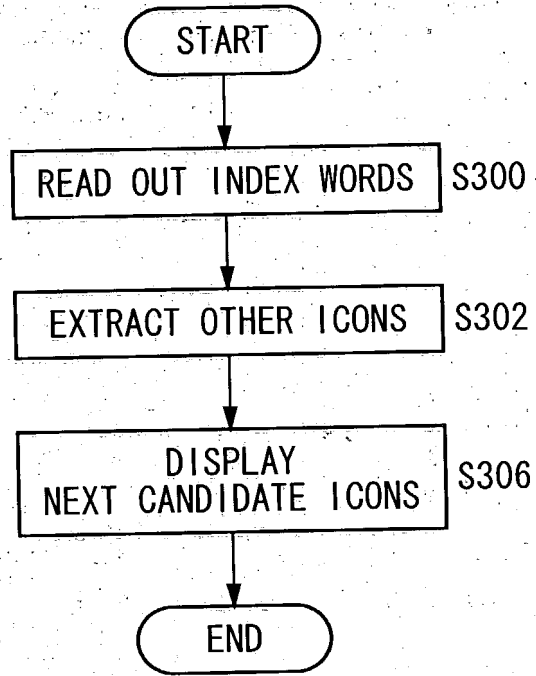 START
READ OUT INDEX WORDS S300
EXTRACT OTHER ICONS S302
DISPLAY
NEXT CANDIDATE ICONS S306
END